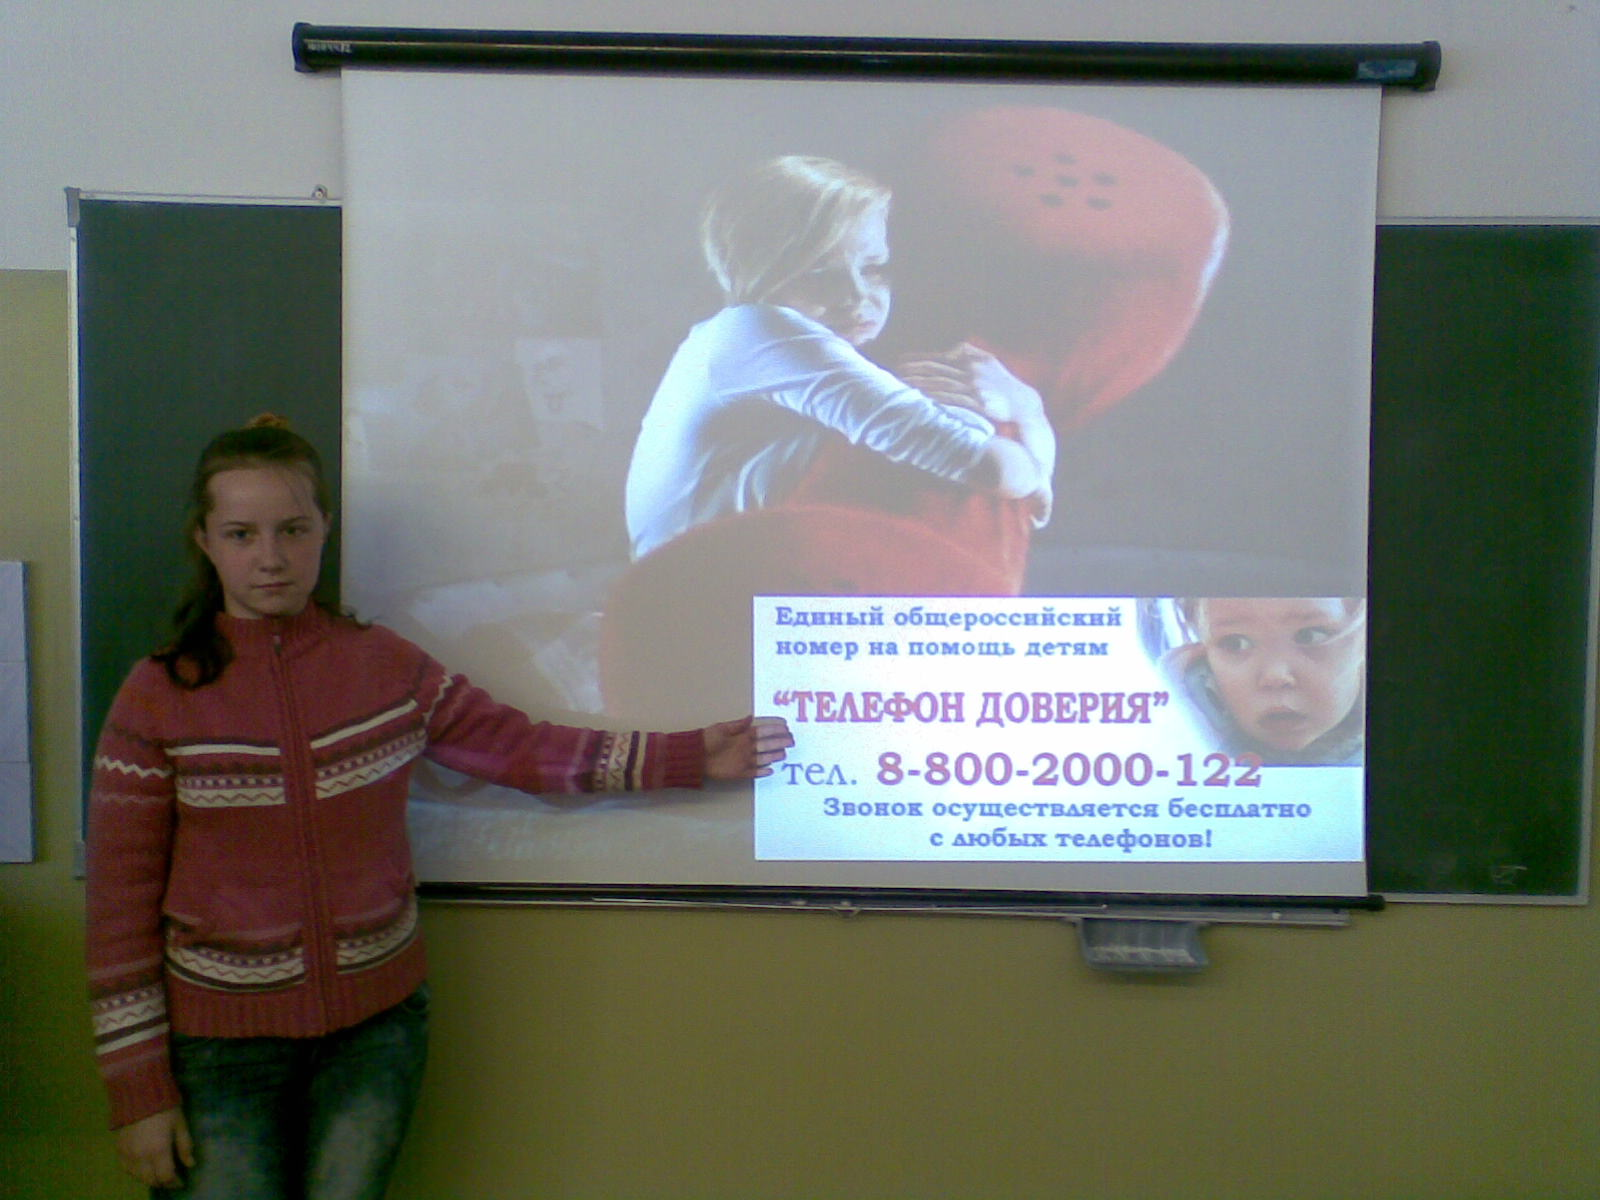 Единый общероссийский
номер на помощь детям
“ТЕЛЕФОН ДОВЕРИЯ”
тел. 8-800-2000-122
Звонок осуществляется бесплатно
с любых телефонов!